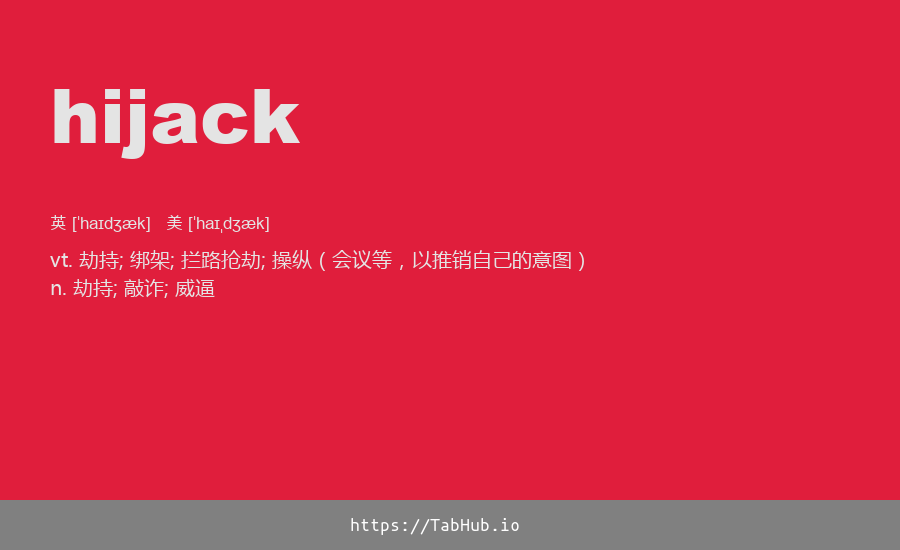 hijack
英 [ˈhaɪdʒæk] 美 [ˈhaɪˌdʒæk]
vt. 劫持; 绑架; 拦路抢劫; 操纵（会议等，以推销自己的意图）
n. 劫持; 敲诈; 威逼
https://TabHub.io